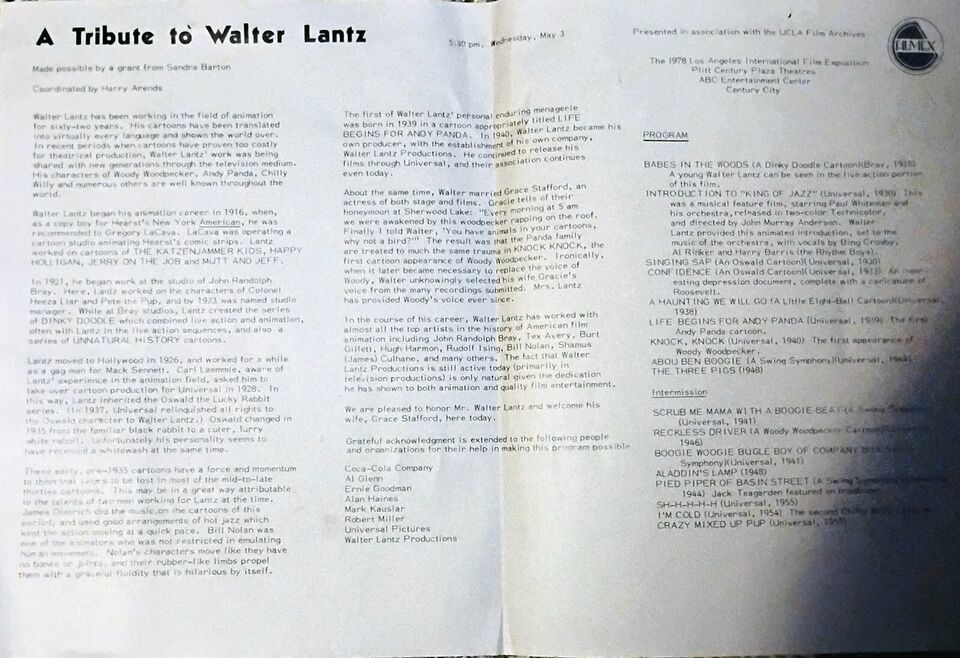 A Tribute to Walter Lantz
5:30 pm, Wednesday, May 3
Made possible by a grant from Sandra Barton
Coordinated by Harry Arends
Walter Lantz has been working in the field of animation
for sixty-two years. His cartoons have been translated
into virtually every language and shown the world over.
In recent periods when cartoons have proven too costly
for theatrical production, Walter Lantz' work was being
shared with new generations through the television medium.
His characters of Woody Woodpecker, Andy Panda, Chilly
Willy and numerous others are well known throughout the
world.
Walter Lantz began his animation career in 1916, when,
as a copy boy for Hearst's New York American, he was
recommended to Gregory LaCava. LaCava was operating a
cartoon studio animating Hearst's comic strips. Lantz
worked on cartoons of THE KATZENJAMMER KIDS, HAPPY
HOLLIGAN, JERRY ON THE JOB and MUTT AND JEFF.
In 1921, he began work at the studio of John Randolph
Bray. Here, Lantz worked on the characters of Colonel
Heeza Liar and Pete the Pup, and by 1923 was named studio
manager. While at Bray studios, Lantz created the series
of DINKY DOODLE which combined live action and animation,
often with Lantz in the live action sequences, and also a
series of UNNATURAL HISTORY cartoons.
Lantz moved to Hollywood in 1926, and worked for a while
as a gag man for Mack Sennett. Carl Laemmle, aware of
Lantz' experience in the animation field, asked him to
take over cartoon production for Universal in 1928. In
this way, Lantz inherited the Oswald the Lucky Rabbit
series. (In 1937, Universal relinquished all rights to
the Oswald character to Walter Lantz.) Oswald changed in
1935 from the familiar black rabbit to a cuter, furry
white rabbit. Unfortunately his personality seems to
have received a whitewash at the same time.
These early, pre-1935 cartoons have a force and momentum
to them that seems to be lost in most of the mid-to-late
thirties cartoons. This may be in a great way attributable
to the talents of two men working for Lantz at the time.
James Dietrich did the music on the cartoons of this
period, and used good arrangements of hot jazz which
kept the action moving at a quick pace. Bill Nolan was
one of the animators who was not restricted in emulating
human movement. Nolan's characters move like they have
no bones or joints, and their rubber-like limbs propel
them with a graceful fluidity that is hilarious by itself.
The first of Walter Lantz' personal enduring menagerie
was born in 1939 in a cartoon appropriately titled LIFE
BEGINS FOR ANDY PANDA. In 1940, Walter Lantz became his
own producer, with the establishment of his own company,
Walter Lantz Productions. He continued to release his
films through Universal, and their association continues
even today.
About the same time, Walter married Grace Stafford, an
actress of both stage and films. Gracie tells of their
honeymoon at Sherwood Lake: "Every morning at 5 am
we were awakened by this woodpecker rapping on the roof.
Finally I told Walter, 'You have animals in your cartoons,
why not a bird?'" The result was that the Panda family
are treated to much the same trauma in KNOCK KNOCK, the
first cartoon appearance of Woody Woodpecker. Ironically,
when it later became necessary to replace the voice of
Woody, Walter unknowingly selected his wife Gracie's
voice from the many recordings submitted. Mrs. Lantz
has provided Woody's voice ever since.
In the course of his career, Walter Lantz has worked with
almost all the top artists in the history of American film
animation including John Randolph Bray, Tex Avery, Burt
Gillett, Hugh Harmon, Rudolf Ising, Bill Nolan, Shamus
(James) Culhane, and many others. The fact that Walter
Lantz Productions is still active today (primarily in
television productions) is only natural given the dedication
he has shown to both animation and quality film entertainment.
We are pleased to honor Mr. Walter Lantz and welcome his
wife, Grace Stafford, here today.
Grateful acknowledgment is extended to the following people
and organizations for their help in making this program possible
Coca-Cola Company
Al Glenn
Ernie Goodman
Alan Haines
Mark Kauslar
Robert Miller
Universal Pictures
Walter Lantz Productions
Presented in association with the UCLA Film Archives
FILMEX
The 1978 Los Angeles International Film Exposition
Plitt Century Plaza Theatres
ABC Entertainment Center
Century City
PROGRAM
BABES IN THE WOODS (A Dinky Doodle Cartoon)(Bray, 1925)
A young Walter Lantz can be seen in the live action portion
of this film.
INTRODUCTION TO "KING OF JAZZ" (Universal, 1930) This
was a musical feature film, starring Paul Whiteman and
his orchestra, released in two-color Technicolor,
and directed by John Murray Anderson. Walter
Lantz provided this animated introduction, set to the
music of the orchestra, with vocals by Bing Crosby,
Al Rinker and Harry Barris (the Rhythm Boys).
SINGING SAP (An Oswald Cartoon)(Universal, 1930)
CONFIDENCE (An Oswald Cartoon)(Universal, 1933) An inter-
esting depression document, complete with a caricature of
Roosevelt.
A HAUNTING WE WILL GO (A Little Eight-Ball Cartoon)(Universal,
1938)
LIFE BEGINS FOR ANDY PANDA (Universal, 1939) The first
Andy Panda cartoon.
KNOCK, KNOCK (Universal, 1940) The first appearance of
Woody Woodpecker.
ABOU BEN BOOGIE (A Swing Symphony)(Universal, 1944)
THE THREE PIGS (1948)
Intermission
SCRUB ME MAMA WITH A BOOGIE BEAT (A Swing
(Universal, 1941)
RECKLESS DRIVER (A Woody Woodpecker Cartoon)(Universal,
1946)
BOOGIE WOOGIE BUGLE BOY OF COMPANY
Symphony)(Universal, 1941)
ALADDIN'S LAMP (1948)
PIED PIPER OF BASIN STREET (A Swing
1944) Jack Teagarden featured on trombone.
SH-H-H-H-H (Universal, 1955)
I'M COLD (Universal, 1954) The second Chilly Willy
CRAZY MIXED UP PUP (Universal,